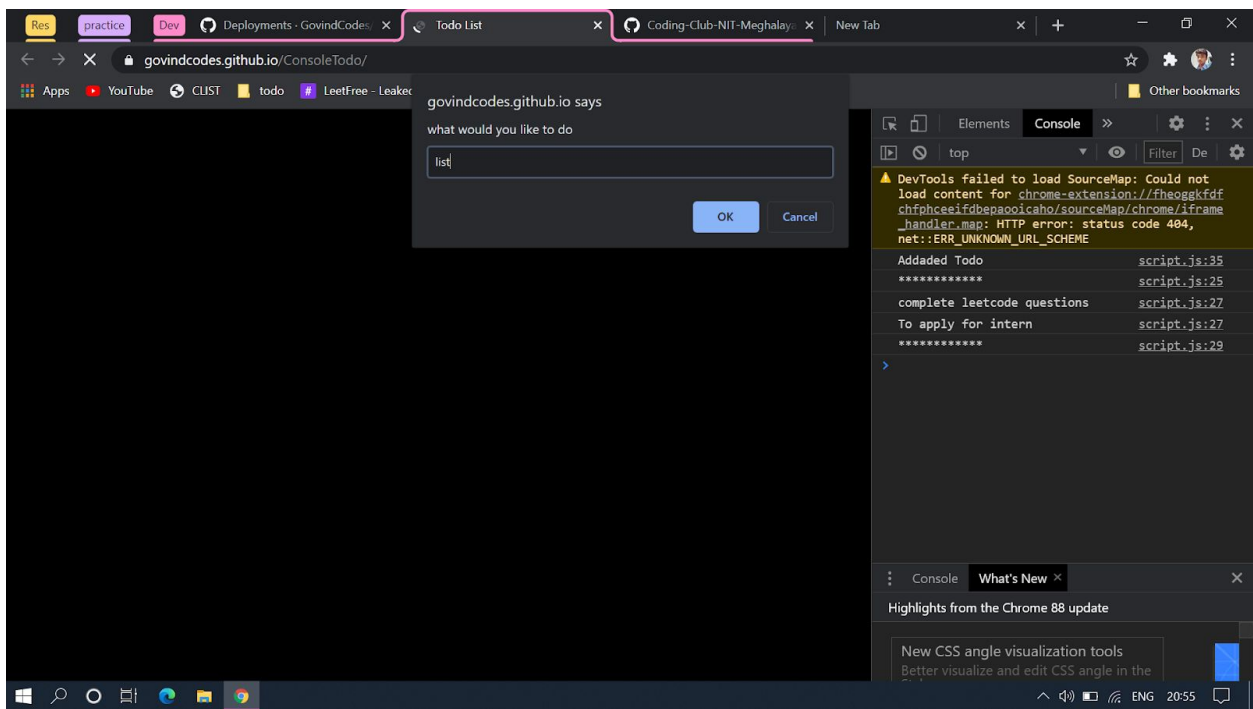 Res practice Dev Deployments · GovindCodes/ Todo List Coding-Club-NIT-Meghalaya New Tab
govindcodes.github.io/ConsoleTodo/
Apps YouTube CLIST todo # LeetFree - Leaked Other bookmarks
govindcodes.github.io says
what would you like to do
list
OK Cancel
Elements Console »
top Filter De
DevTools failed to load SourceMap: Could not
load content for chrome-extension://fheoggkfdf
chfphceeifdbepaooicaho/sourceMap/chrome/iframe
_handler.map: HTTP error: status code 404,
net::ERR_UNKNOWN_URL_SCHEME
Addaded Todo script.js:35
************ script.js:25
complete leetcode questions script.js:27
To apply for intern script.js:27
************ script.js:29
Console What's New
Highlights from the Chrome 88 update
New CSS angle visualization tools
Better visualize and edit CSS angle in the
ENG 20:55